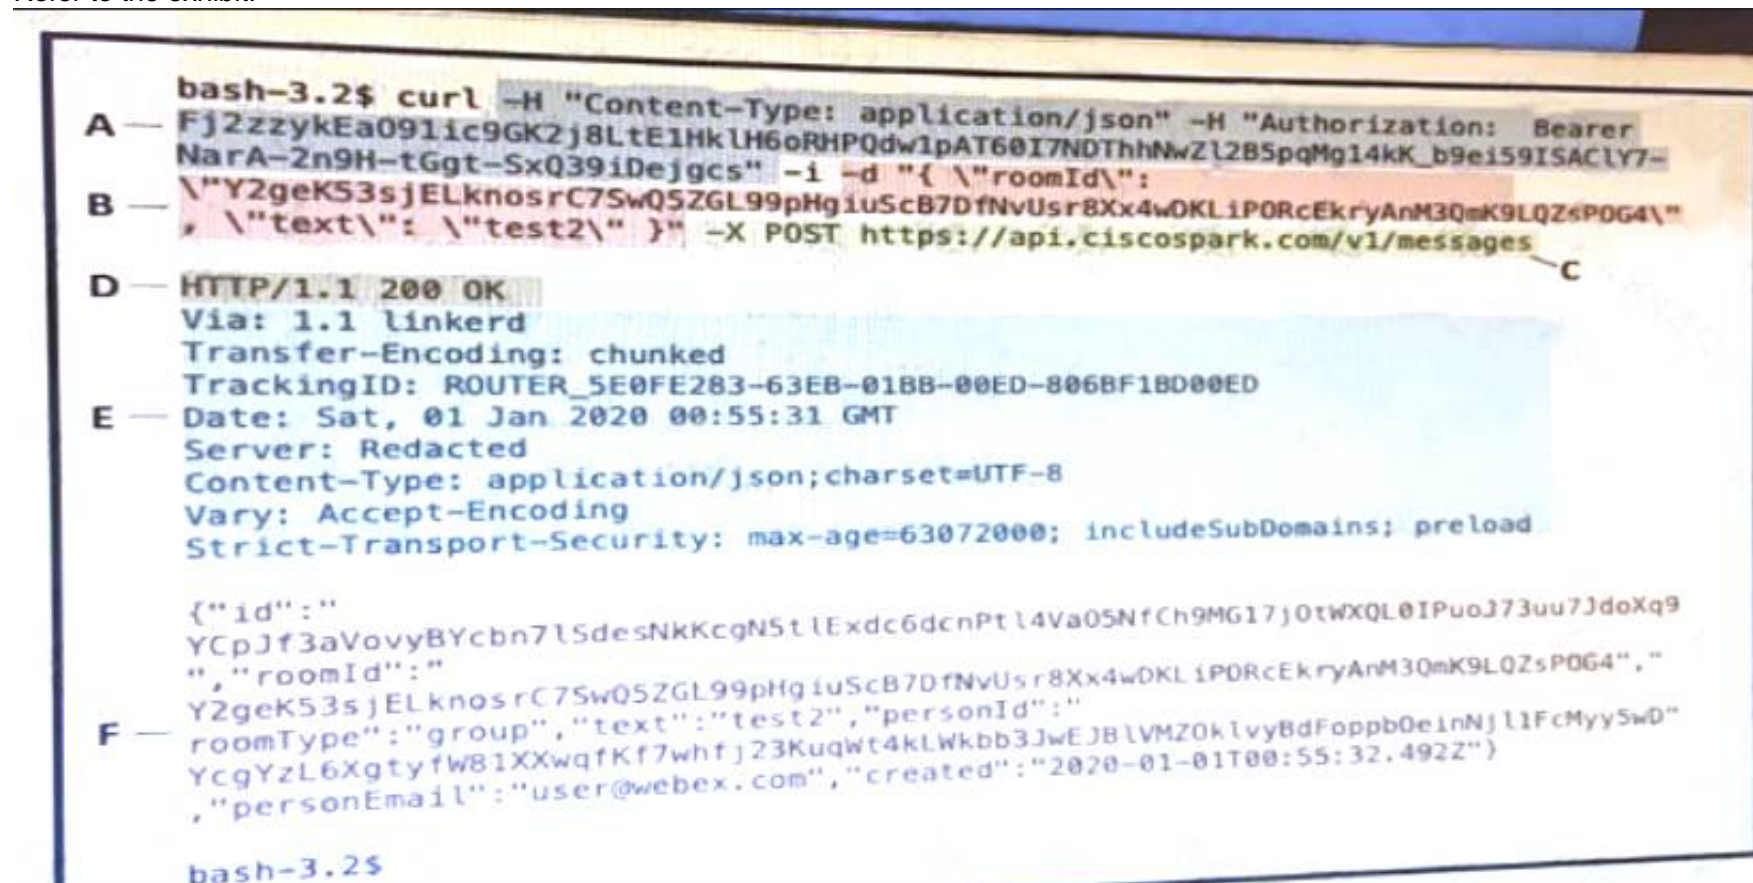 Refer to the exhibit.
bash-3.2$ curl -H "Content-Type: application/json" -H "Authorization: Bearer
A Fj2zzykEa091ic9GK2j8LtE1HklH6oRHPQdw1pAT60I7NDThhNwZl2B5pqMg14kK_b9ei59ISAClY7-
NarA-2n9H-tGgt-SxQ39iDejgcs" -i -d "{ \"roomId\":
B \"Y2geK53sjELknosrC7SwQ5ZGL99pHgiuScB7DfNvUsr8Xx4wDKLiPORcEkryAnM3QmK9LQZsPOG4\"
, \"text\": \"test2\" }" -X POST https://api.ciscospark.com/v1/messages
C
D HTTP/1.1 200 OK
Via: 1.1 linkerd
Transfer-Encoding: chunked
TrackingID: ROUTER_5E0FE283-63EB-01BB-00ED-806BF1BD00ED
E Date: Sat, 01 Jan 2020 00:55:31 GMT
Server: Redacted
Content-Type: application/json;charset=UTF-8
Vary: Accept-Encoding
Strict-Transport-Security: max-age=63072000; includeSubDomains; preload
{"id":"
YCpJf3aVovyBYcbn7lSdesNkKcgN5tlExdc6dcnPtl4VaO5NfCh9MG17jOtWXQL0IPuoJ73uu7JdoXq9
","roomId":"
Y2geK53sjELknosrC7SwQ5ZGL99pHgiuScB7DfNvUsr8Xx4wDKLiPORcEkryAnM3QmK9LQZsPOG4","
F roomType":"group","text":"test2","personId":"
YcgYzL6XgtyfW81XXwqfKf7whfj23KuqWt4kLWkbb3JwEJBlVMZOklvyBdFoppbOeinNjl1FcMyy5wD"
,"personEmail":"user@webex.com","created":"2020-01-01T00:55:32.492Z"}
bash-3.2$